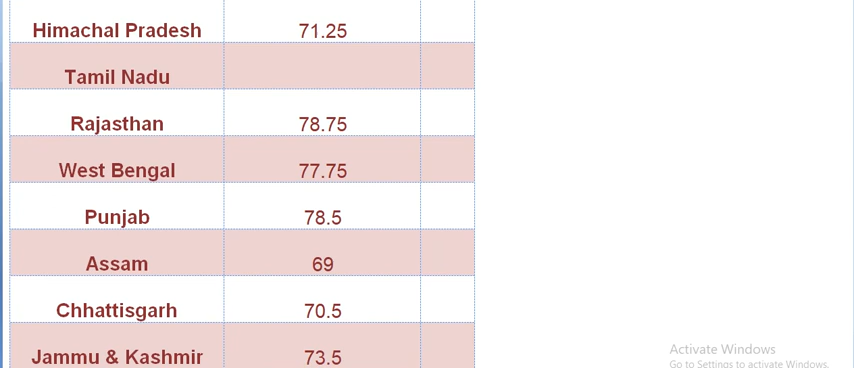 Himachal Pradesh 71.25
Tamil Nadu
Rajasthan 78.75
West Bengal 77.75
Punjab 78.5
Assam 69
Chhattisgarh 70.5
Jammu & Kashmir 73.5
Activate Windows
Go to Settings to activate Windows.